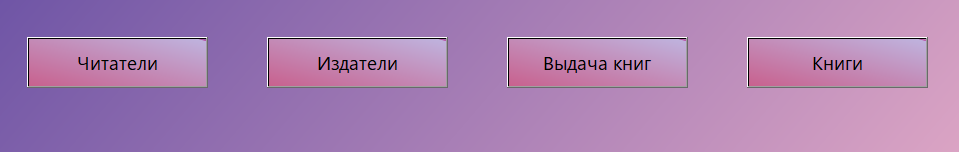 Читатели
Издатели
Выдача книг
Книги